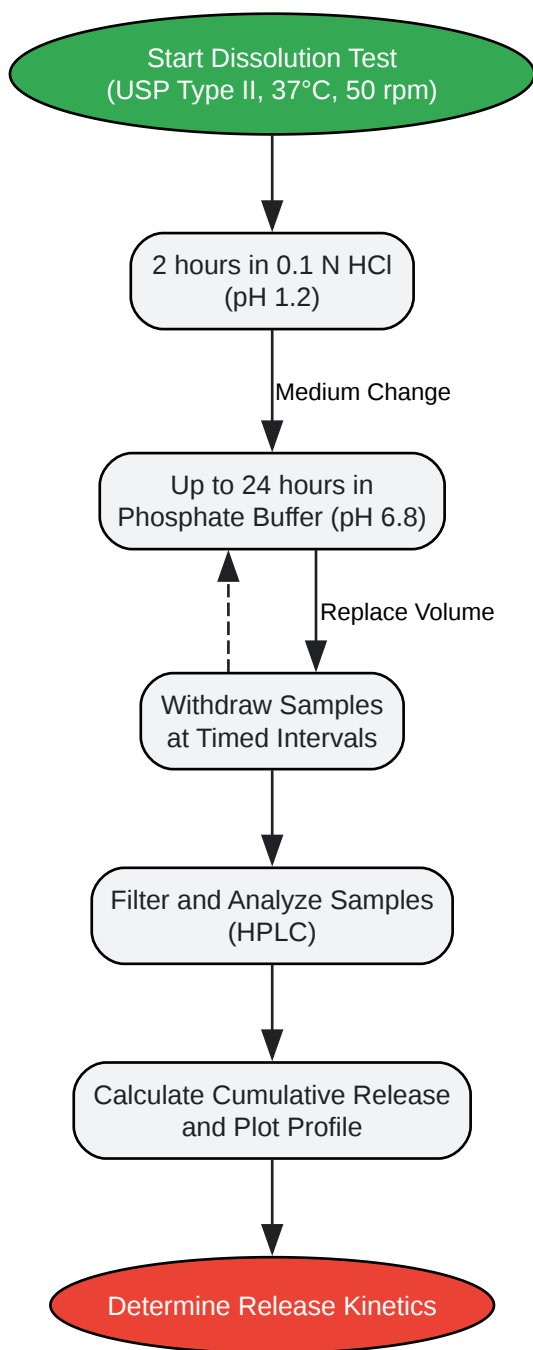 Start Dissolution Test
(USP Type II, 37°C, 50 rpm)
2 hours in 0.1 N HCl
(pH 1.2)
Medium Change
Up to 24 hours in
Phosphate Buffer (pH 6.8)
Replace Volume
Withdraw Samples
at Timed Intervals
Filter and Analyze Samples
(HPLC)
Calculate Cumulative Release
and Plot Profile
Determine Release Kinetics